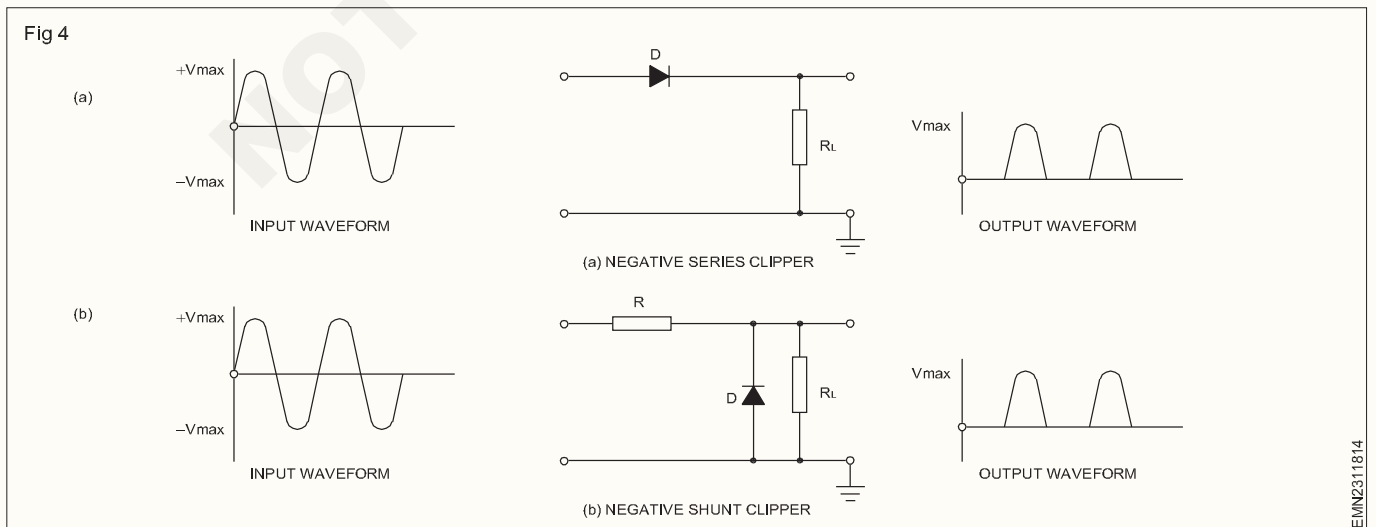 Fig 4
(a)
+Vmax
–Vmax
INPUT WAVEFORM
D
RL
(a) NEGATIVE SERIES CLIPPER
Vmax
OUTPUT WAVEFORM
(b)
+Vmax
–Vmax
INPUT WAVEFORM
R
D
RL
(b) NEGATIVE SHUNT CLIPPER
Vmax
OUTPUT WAVEFORM
EMN2311814
NOT